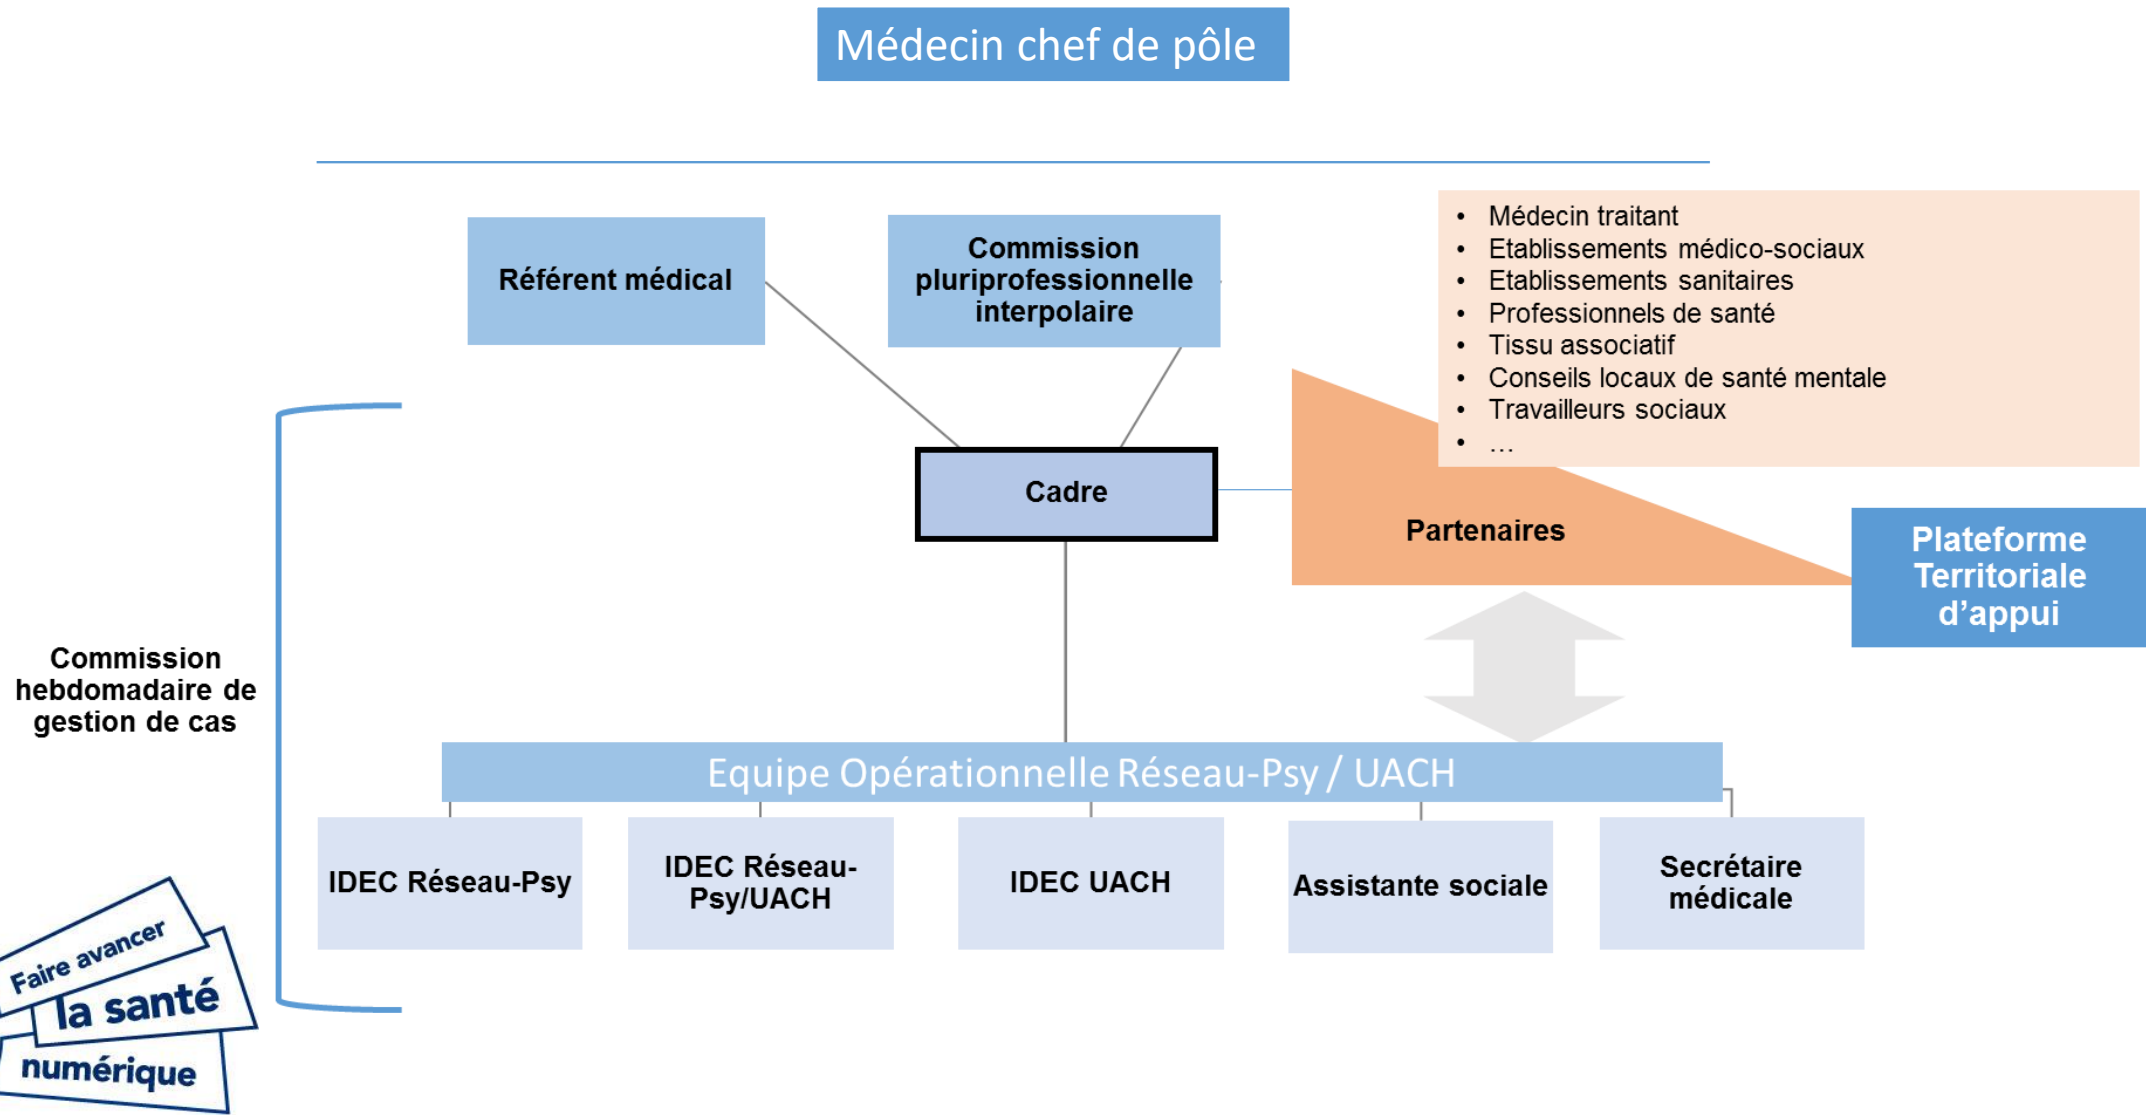 Médecin chef de pôle
Référent médical
Commission
pluriprofessionnelle
interpolaire
• Médecin traitant
• Etablissements médico-sociaux
• Etablissements sanitaires
• Professionnels de santé
• Tissu associatif
• Conseils locaux de santé mentale
• Travailleurs sociaux
• ...
Cadre
Partenaires
Plateforme
Territoriale
d’appui
Commission
hebdomadaire de
gestion de cas
Equipe Opérationnelle Réseau-Psy / UACH
IDEC Réseau-Psy
IDEC Réseau-
Psy/UACH
IDEC UACH
Assistante sociale
Secrétaire
médicale
Faire avancer
la santé
numérique